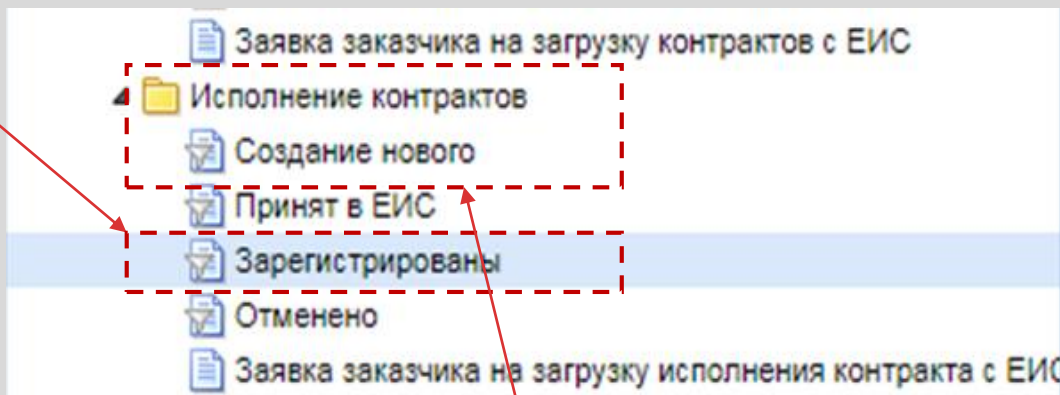 Заявка заказчика на загрузку контрактов с ЕИС
Исполнение контрактов
Создание нового
Принят в ЕИС
Зарегистрированы
Отменено
Заявка заказчика на загрузку исполнения контракта с ЕИС